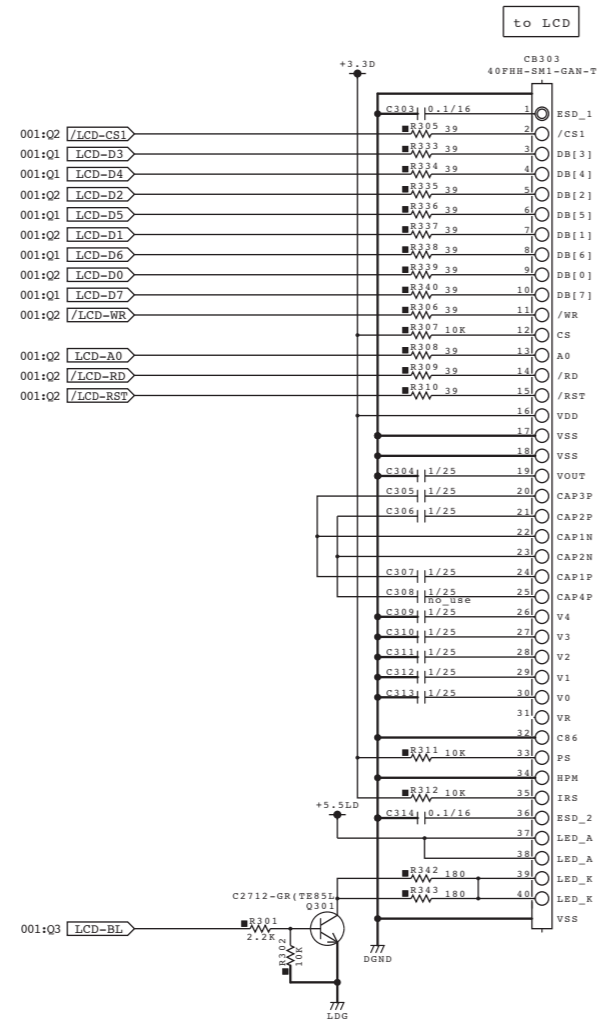 to LCD
CB303
40FHH-SM1-GAN-T
+3.3D
C303 0.1/16 1 ESD_1
001:Q2 /LCD-CS1 R305 39 2 /CS1
001:Q1 LCD-D3 R333 39 3 DB[3]
001:Q1 LCD-D4 R334 39 4 DB[4]
001:Q2 LCD-D2 R335 39 5 DB[2]
001:Q1 LCD-D5 R336 39 6 DB[5]
001:Q2 LCD-D1 R337 39 7 DB[1]
001:Q1 LCD-D6 R338 39 8 DB[6]
001:Q2 LCD-D0 R339 39 9 DB[0]
001:Q1 LCD-D7 R340 39 10 DB[7]
001:Q2 /LCD-WR R306 39 11 /WR
R307 10K 12 CS
001:Q2 LCD-A0 R308 39 13 A0
001:Q2 /LCD-RD R309 39 14 /RD
001:Q2 /LCD-RST R310 39 15 /RST
16 VDD
17 VSS
18 VSS
C304 1/25 19 VOUT
C305 1/25 20 CAP3P
C306 1/25 21 CAP2P
22 CAP1N
23 CAP2N
C307 1/25 24 CAP1P
C308 1/25 25 CAP4P
no_use
C309 1/25 26 V4
C310 1/25 27 V3
C311 1/25 28 V2
C312 1/25 29 V1
C313 1/25 30 V0
31 VR
32 C86
R311 10K 33 PS
34 HPM
R312 10K 35 IRS
+5.5LD
C314 0.1/16 36 ESD_2
37 LED_A
38 LED_A
R342 180 39 LED_K
C2712-GR(TE85L
Q301
R343 180 40 LED_K
VSS
001:Q3 LCD-BL R301
2.2K
R302
10K
DGND
LDG